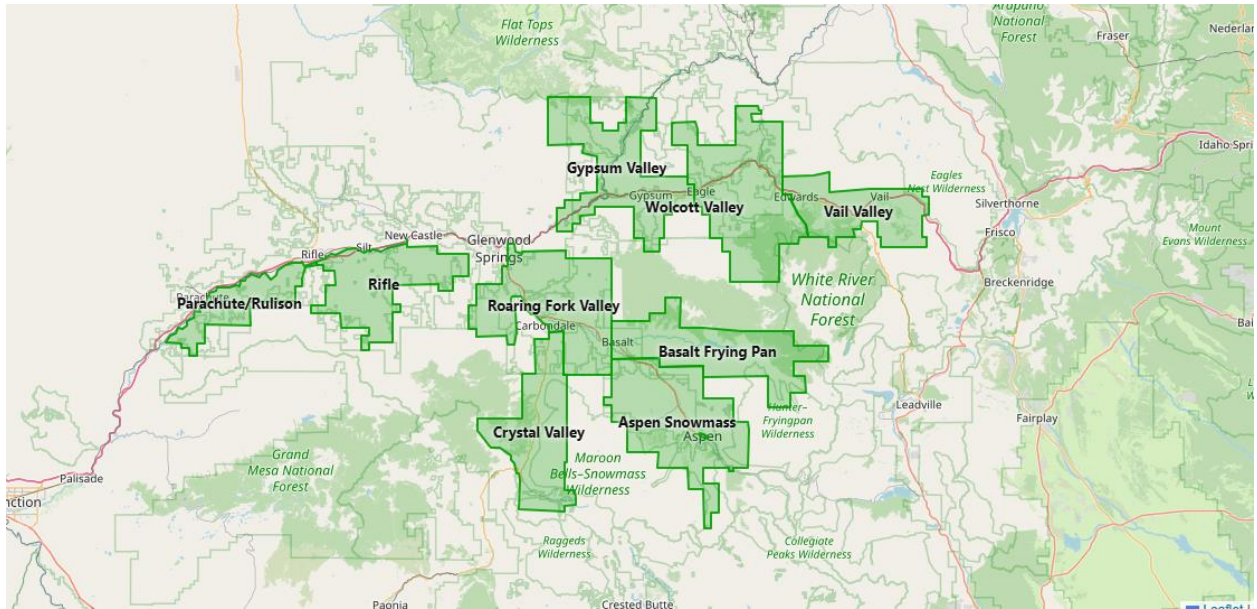 Flat Tops
Wilderness
Arapaho
National
Forest
Fraser
Idaho Spri
Gypsum Valley
Gypsum
Eagle
Wolcott Valley
Edwards
Vail
Vail Valley
Eagles
Nest Wilderness
Silverthorne
Frisco
Mount
Evans Wilderness
Breckenridge
New Castle
Glenwood
Springs
Silt
Rifle
Rifle
Parachute/Rulison
White River
National
Forest
Roaring Fork Valley
Carbondale
Basalt
Basalt Frying Pan
Leadville
Fairplay
Hunter–
Fryingpan
Wilderness
Aspen Snowmass
Aspen
Crystal Valley
Maroon
Bells–Snowmass
Wilderness
Grand
Mesa National
Forest
Palisade
nction
Raggeds
Wilderness
Collegiate
Peaks Wilderness
Paonia
Crested Butte